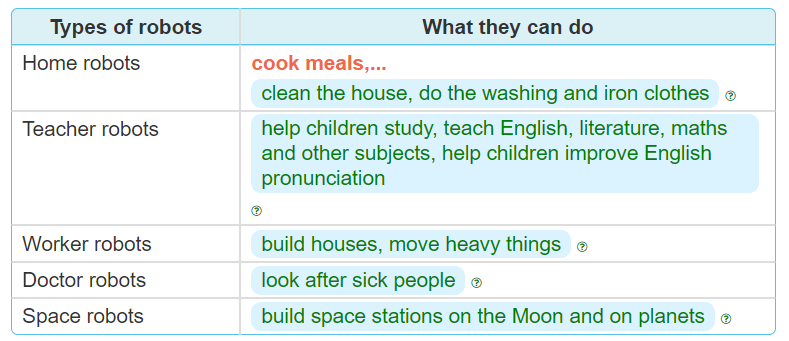 Types of robots What they can do
Home robots cook meals,...
clean the house, do the washing and iron clothes ?
Teacher robots help children study, teach English, literature, maths
and other subjects, help children improve English
pronunciation
?
Worker robots build houses, move heavy things ?
Doctor robots look after sick people ?
Space robots build space stations on the Moon and on planets ?